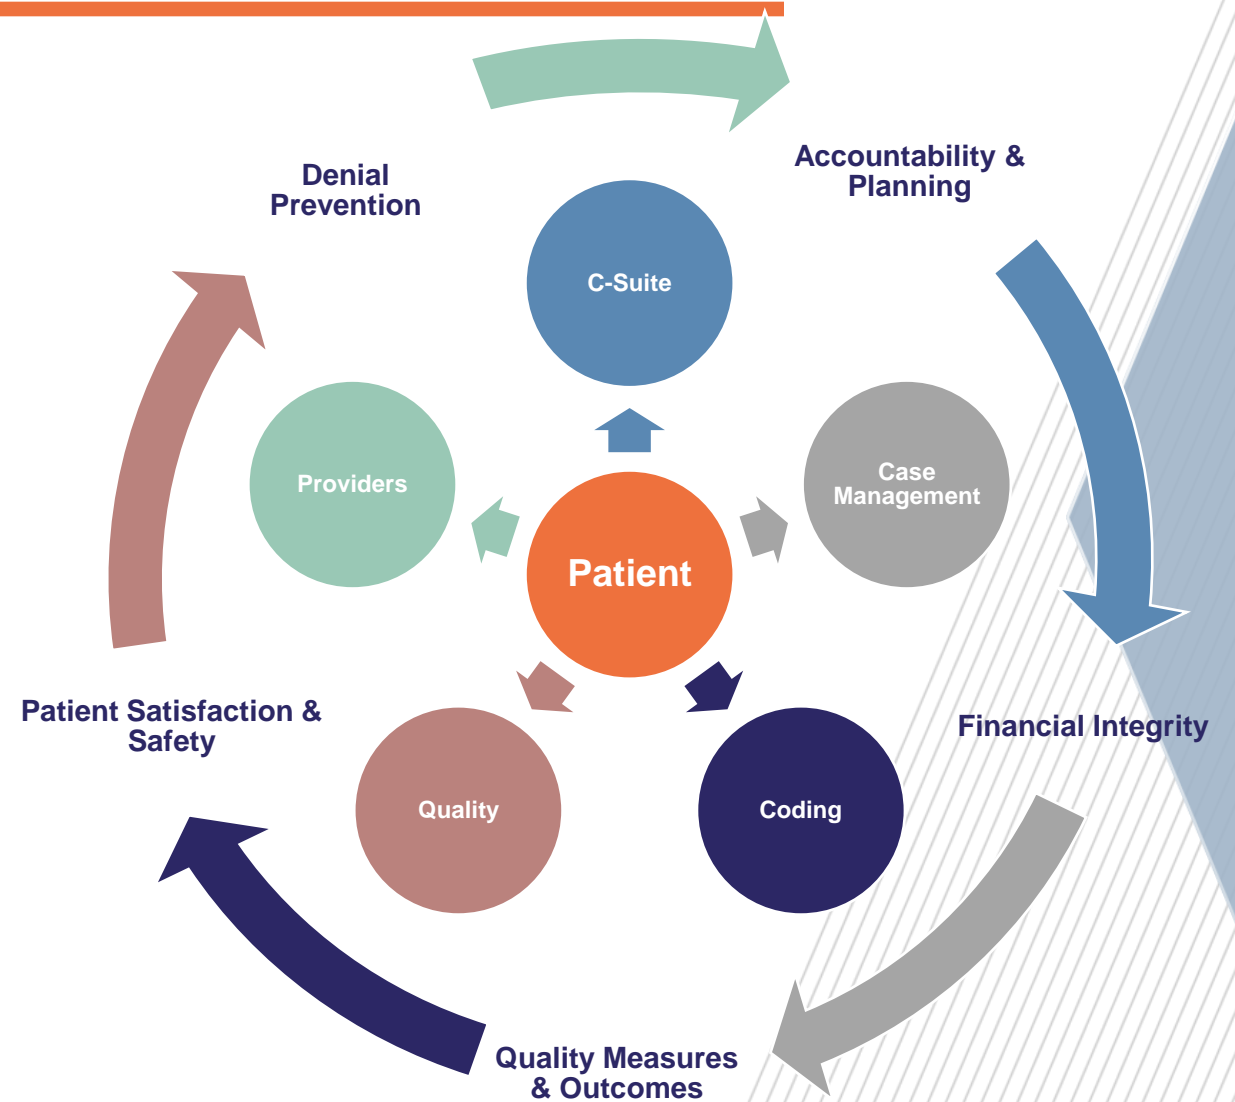 Denial
Prevention
Accountability &
Planning
C-Suite
Providers
Case
Management
Patient
Patient Satisfaction &
Safety
Financial Integrity
Quality
Coding
Quality Measures
& Outcomes